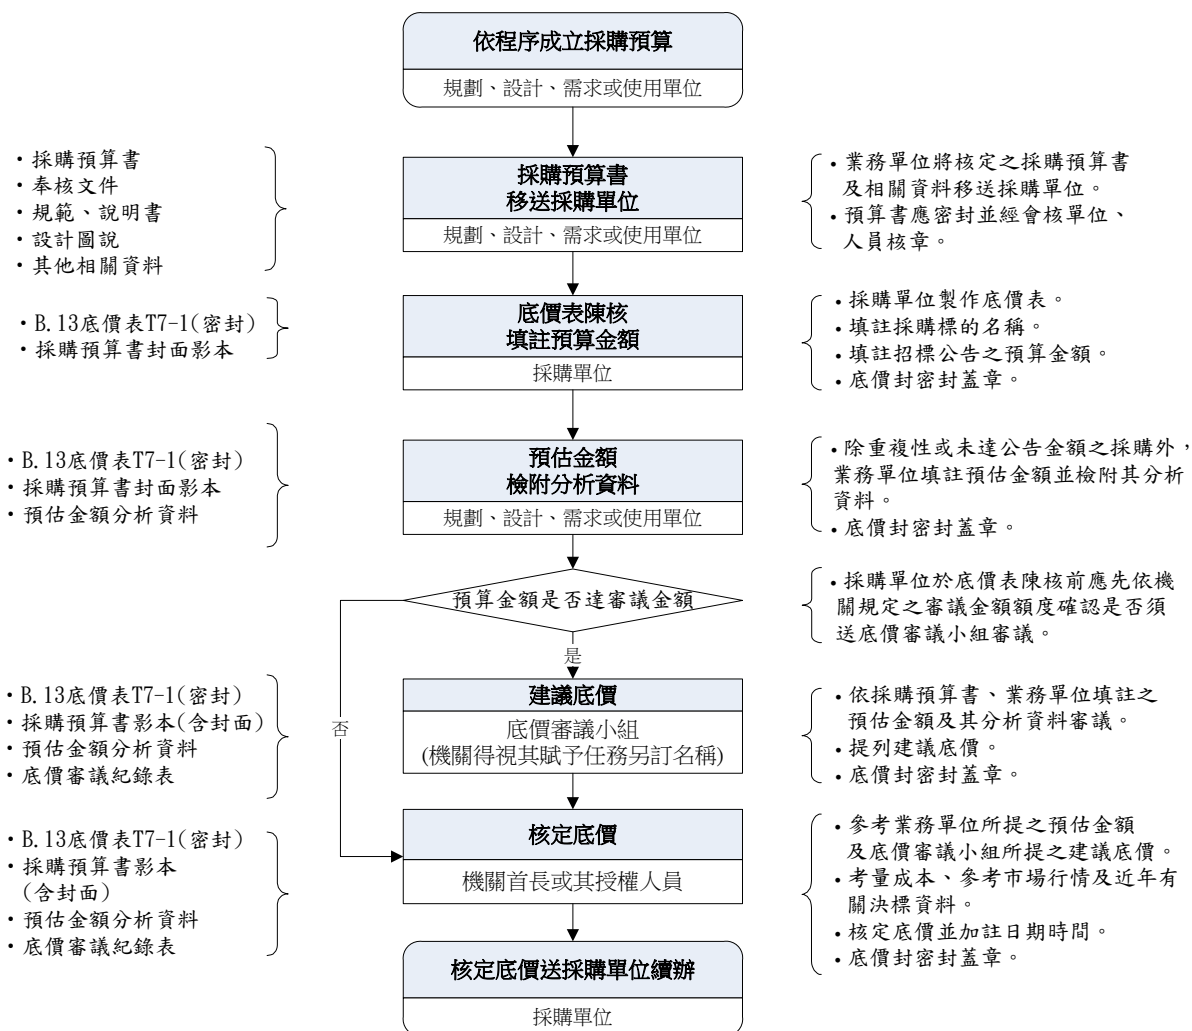 依程序成立採購預算
規劃、設計、需求或使用單位
・採購預算書
・奉核文件
・規範、說明書
・設計圖說
・其他相關資料
採購預算書
移送採購單位
規劃、設計、需求或使用單位
・業務單位將核定之採購預算書
及相關資料移送採購單位。
・預算書應密封並經會核單位、
人員核章。
・B.13底價表T7-1(密封)
・採購預算書封面影本
底價表陳核
填註預算金額
採購單位
・採購單位製作底價表。
・填註採購標的名稱。
・填註招標公告之預算金額。
・底價封密封蓋章。
・B.13底價表T7-1(密封)
・採購預算書封面影本
・預估金額分析資料
預估金額
檢附分析資料
規劃、設計、需求或使用單位
・除重複性或未達公告金額之採購外，
業務單位填註預估金額並檢附其分析
資料。
・底價封密封蓋章。
預算金額是否達審議金額
・採購單位於底價表陳核前應先依機
關規定之審議金額額度確認是否須
送底價審議小組審議。
是
否
・B.13底價表T7-1(密封)
・採購預算書影本(含封面)
・預估金額分析資料
・底價審議紀錄表
建議底價
底價審議小組
(機關得視其賦予任務另訂名稱)
・依採購預算書、業務單位填註之
預估金額及其分析資料審議。
・提列建議底價。
・底價封密封蓋章。
・B.13底價表T7-1(密封)
・採購預算書影本
(含封面)
・預估金額分析資料
・底價審議紀錄表
核定底價
機關首長或其授權人員
・參考業務單位所提之預估金額
及底價審議小組所提之建議底價。
・考量成本、參考市場行情及近年有
關決標資料。
・核定底價並加註日期時間。
・底價封密封蓋章。
核定底價送採購單位續辦
採購單位